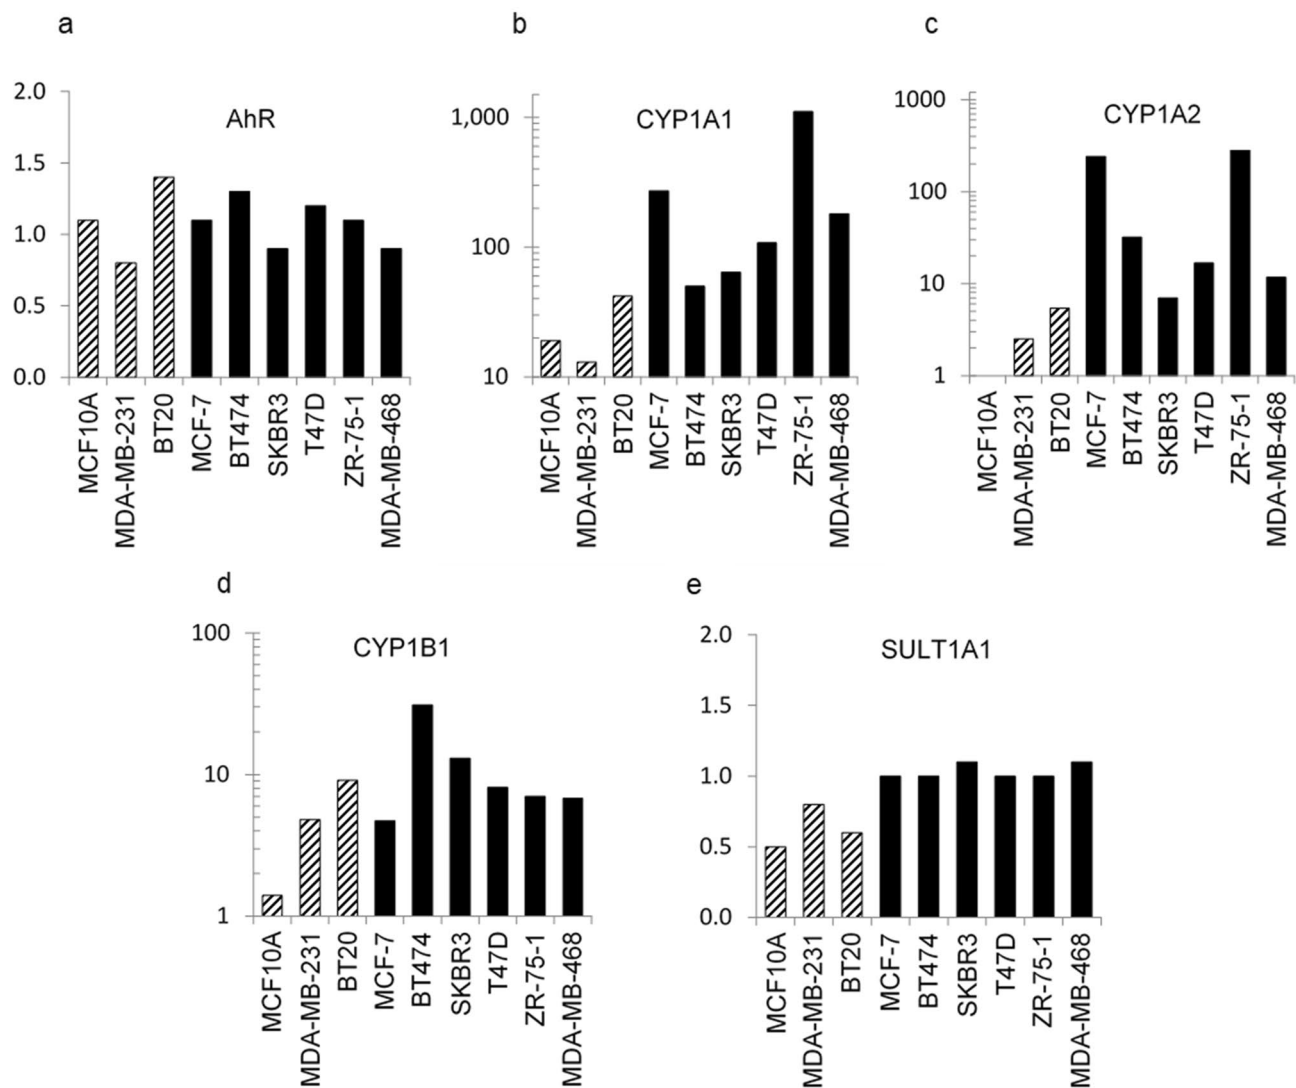 a
AhR
2.0
1.5
1.0
0.5
0.0
MCF10A
MDA-MB-231
BT20
MCF-7
BT474
SKBR3
T47D
ZR-75-1
MDA-MB-468
b
CYP1A1
1,000
100
10
MCF10A
MDA-MB-231
BT20
MCF-7
BT474
SKBR3
T47D
ZR-75-1
MDA-MB-468
c
CYP1A2
1000
100
10
1
MCF10A
MDA-MB-231
BT20
MCF-7
BT474
SKBR3
T47D
ZR-75-1
MDA-MB-468
d
CYP1B1
100
10
1
MCF10A
MDA-MB-231
BT20
MCF-7
BT474
SKBR3
T47D
ZR-75-1
MDA-MB-468
e
SULT1A1
2.0
1.5
1.0
0.5
0.0
MCF10A
MDA-MB-231
BT20
MCF-7
BT474
SKBR3
T47D
ZR-75-1
MDA-MB-468